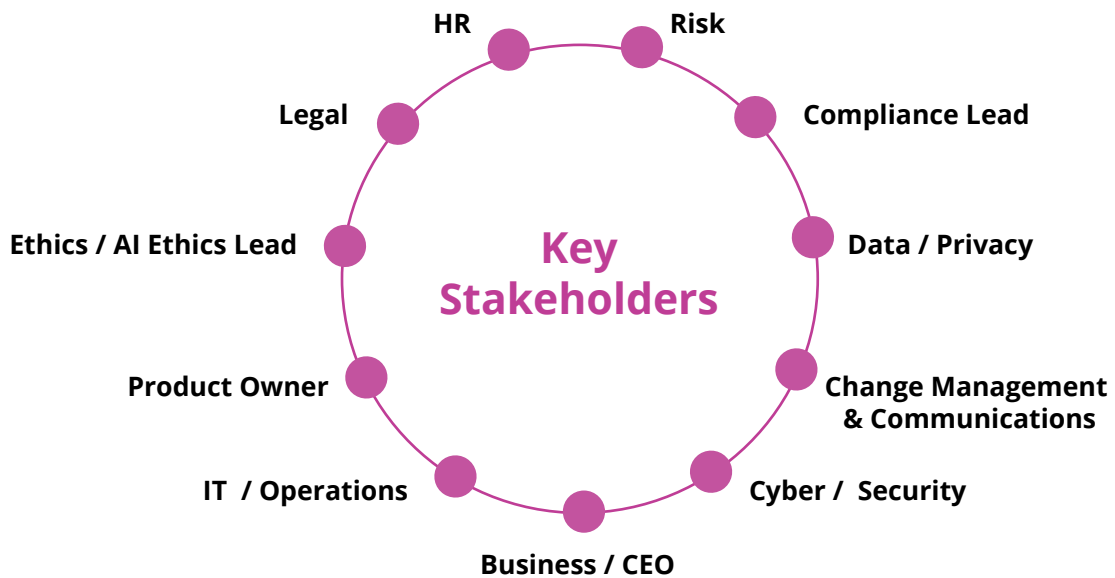 HR
Risk
Legal
Compliance Lead
Ethics / AI Ethics Lead
Key
Stakeholders
Data / Privacy
Product Owner
Change Management
& Communications
IT / Operations
Cyber / Security
Business / CEO